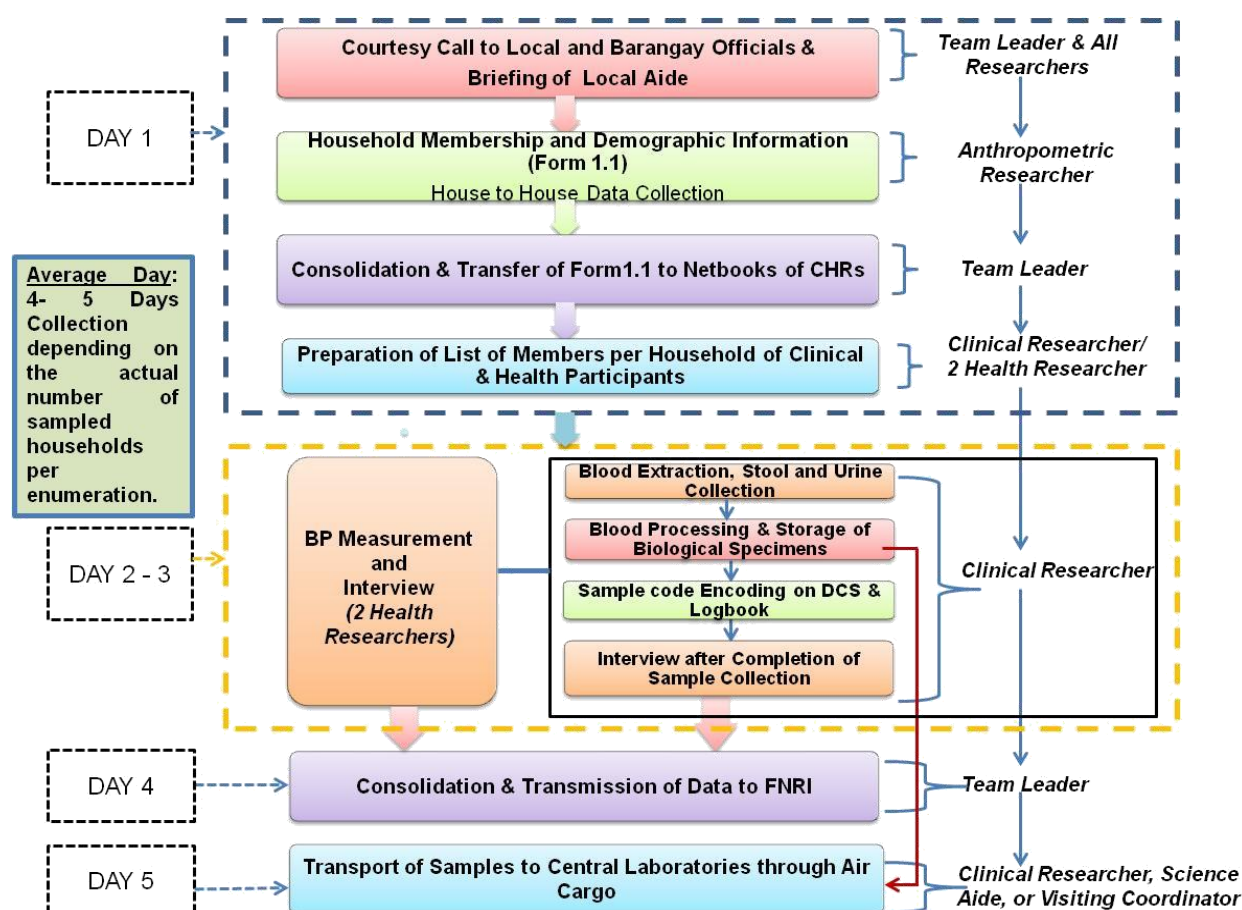 Courtesy Call to Local and Barangay Officials &
Briefing of Local Aide
Team Leader & All
Researchers
DAY 1
Household Membership and Demographic Information
(Form 1.1)
House to House Data Collection
Anthropometric
Researcher
Consolidation & Transfer of Form1.1 to Netbooks of CHRs
Team Leader
Preparation of List of Members per Household of Clinical
& Health Participants
Clinical Researcher/
2 Health Researcher
Average Day:
4- 5 Days
Collection
depending on
the actual
number of
sampled
households
per
enumeration.
DAY 2 - 3
BP Measurement
and
Interview
(2 Health
Researchers)
Blood Extraction, Stool and Urine
Collection
Blood Processing & Storage of
Biological Specimens
Sample code Encoding on DCS &
Logbook
Interview after Completion of
Sample Collection
Clinical Researcher
DAY 4
Consolidation & Transmission of Data to FNRI
Team Leader
DAY 5
Transport of Samples to Central Laboratories through Air
Cargo
Clinical Researcher, Science
Aide, or Visiting Coordinator